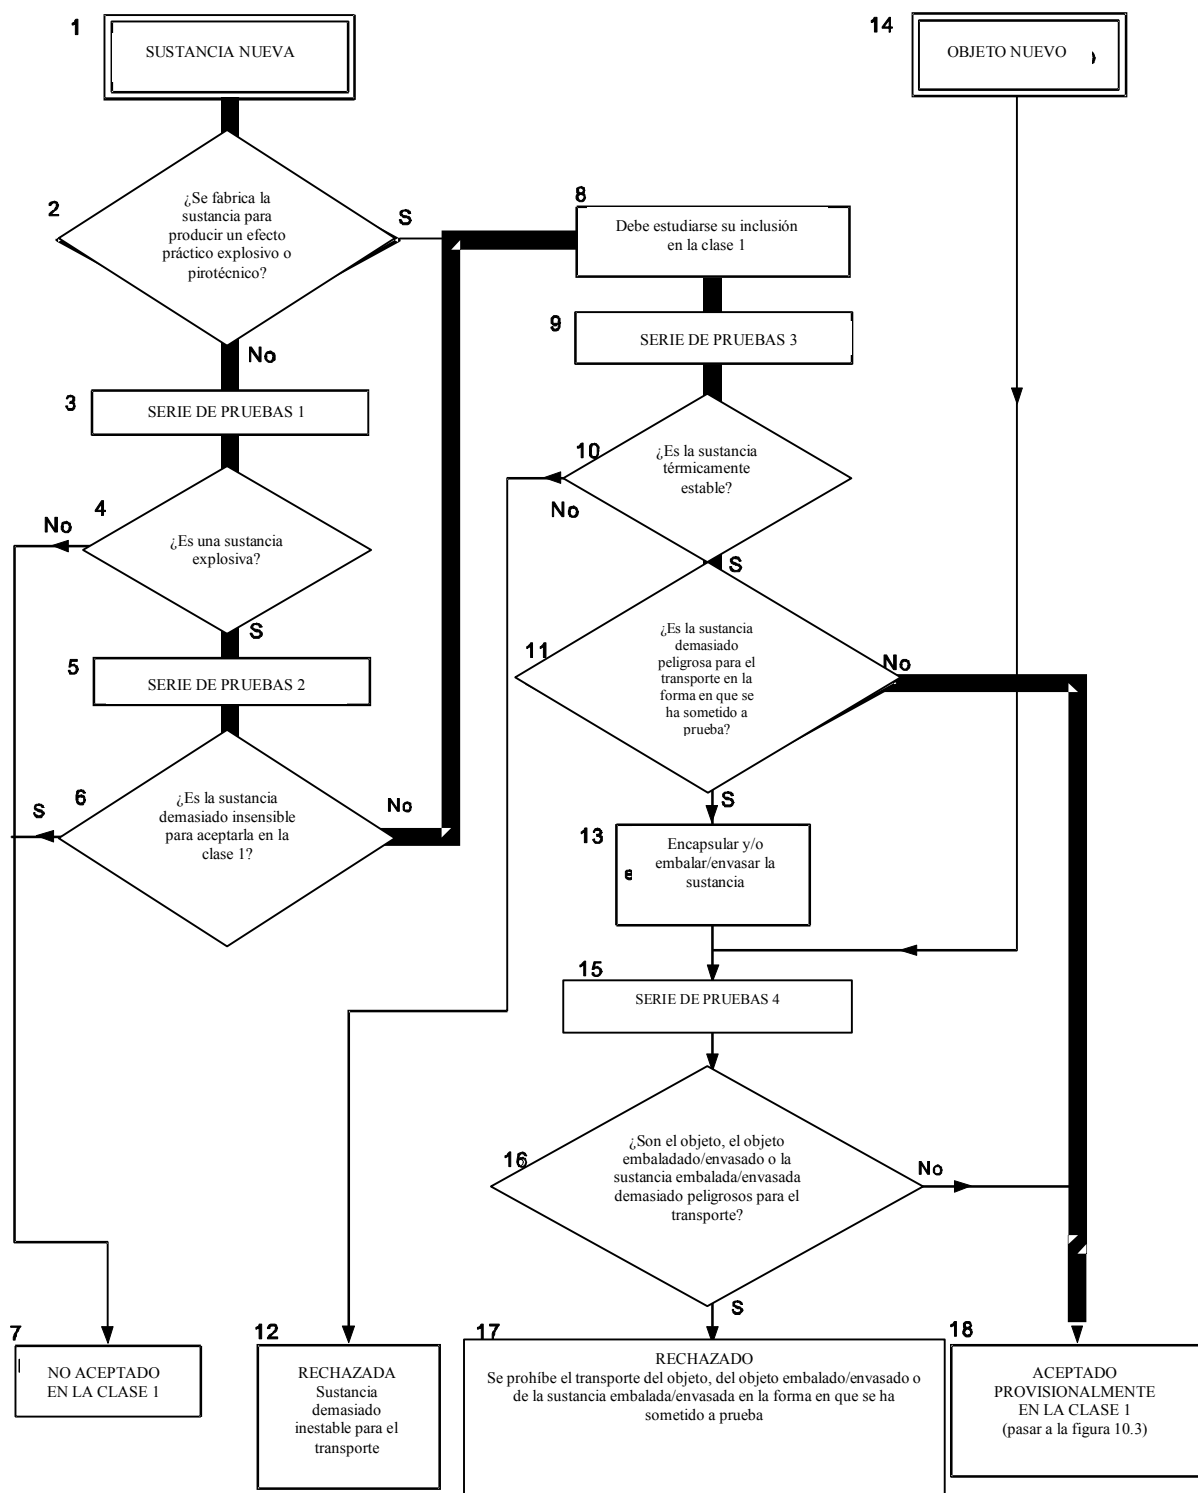 1
SUSTANCIA NUEVA
2
¿Se fabrica la
sustancia para
producir un efecto
práctico explosivo o
pirotécnico?
S
No
3
SERIE DE PRUEBAS 1
4
¿Es una sustancia
explosiva?
No
S
5
SERIE DE PRUEBAS 2
6
¿Es la sustancia
demasiado insensible
para aceptarla en la
clase 1?
S
No
7
NO ACEPTADO
EN LA CLASE 1
8
Debe estudiarse su inclusión
en la clase 1
9
SERIE DE PRUEBAS 3
10
¿Es la sustancia
térmicamente
estable?
No
S
11
¿Es la sustancia
demasiado
peligrosa para el
transporte en la
forma en que se
ha sometido a
prueba?
No
S
12
RECHAZADA
Sustancia
demasiado
inestable para el
transporte
13
Encapsular y/o
embalar/envasar la
sustancia
e
14
OBJETO NUEVO
15
SERIE DE PRUEBAS 4
16
¿Son el objeto, el objeto
embaladado/envasado o la
sustancia embalada/envasada
demasiado peligrosos para el
transporte?
No
S
17
RECHAZADO
Se prohíbe el transporte del objeto, del objeto embalado/envasado o
de la sustancia embalada/envasada en la forma en que se ha
sometido a prueba
18
ACEPTADO
PROVISIONALMENTE
EN LA CLASE 1
(pasar a la figura 10.3)